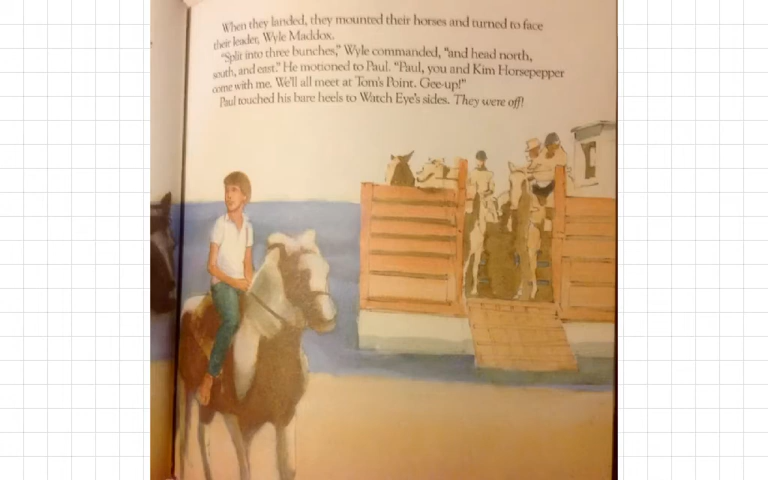 When they landed, they mounted their horses and turned to face
their leader, Wyle Maddox.
"Split into three bunches," Wyle commanded, "and head north,
south, and east." He motioned to Paul. "Paul, you and Kim Horsepepper
come with me. We'll all meet at Tom's Point. Gee-up!"
Paul touched his bare heels to Watch Eye's sides. They were off!